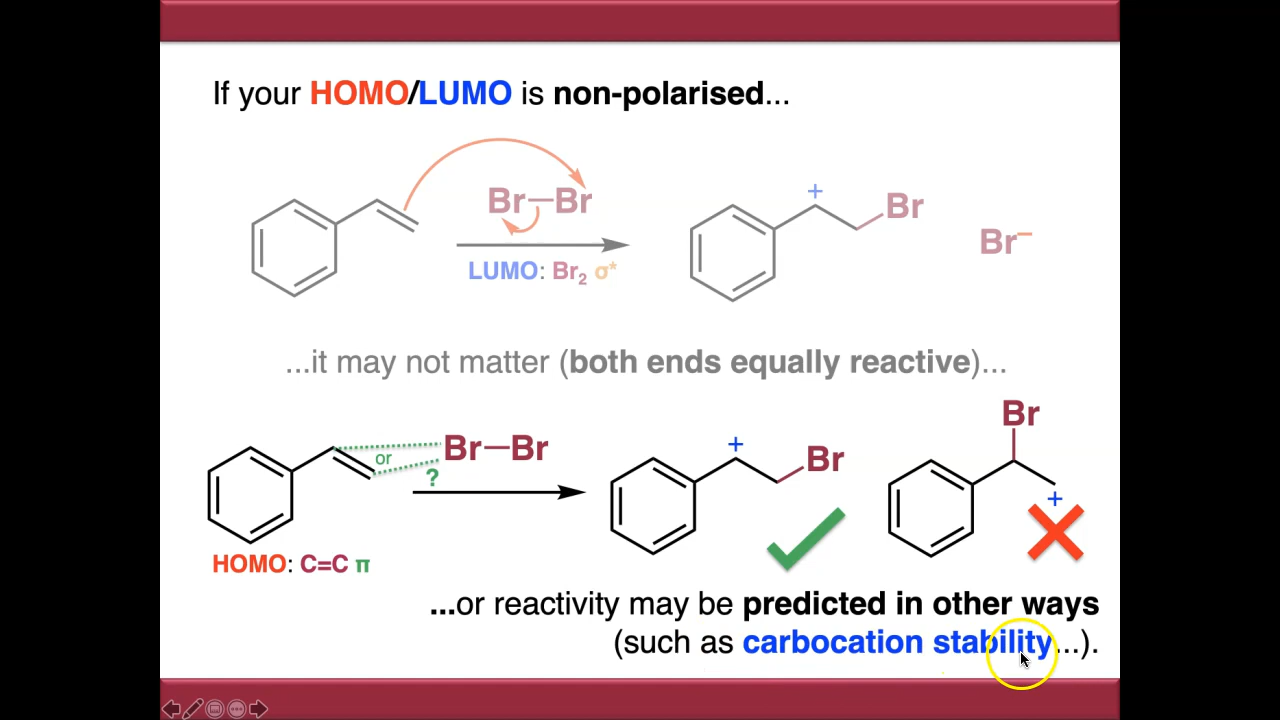 If your HOMO/LUMO is non-polarised...
Br Br
LUMO: Br₂ σ*
+
Br
Br−
...it may not matter (both ends equally reactive)...
or
?
Br Br
HOMO: C=C π
+
Br
Br
+
...or reactivity may be predicted in other ways
(such as carbocation stability...).